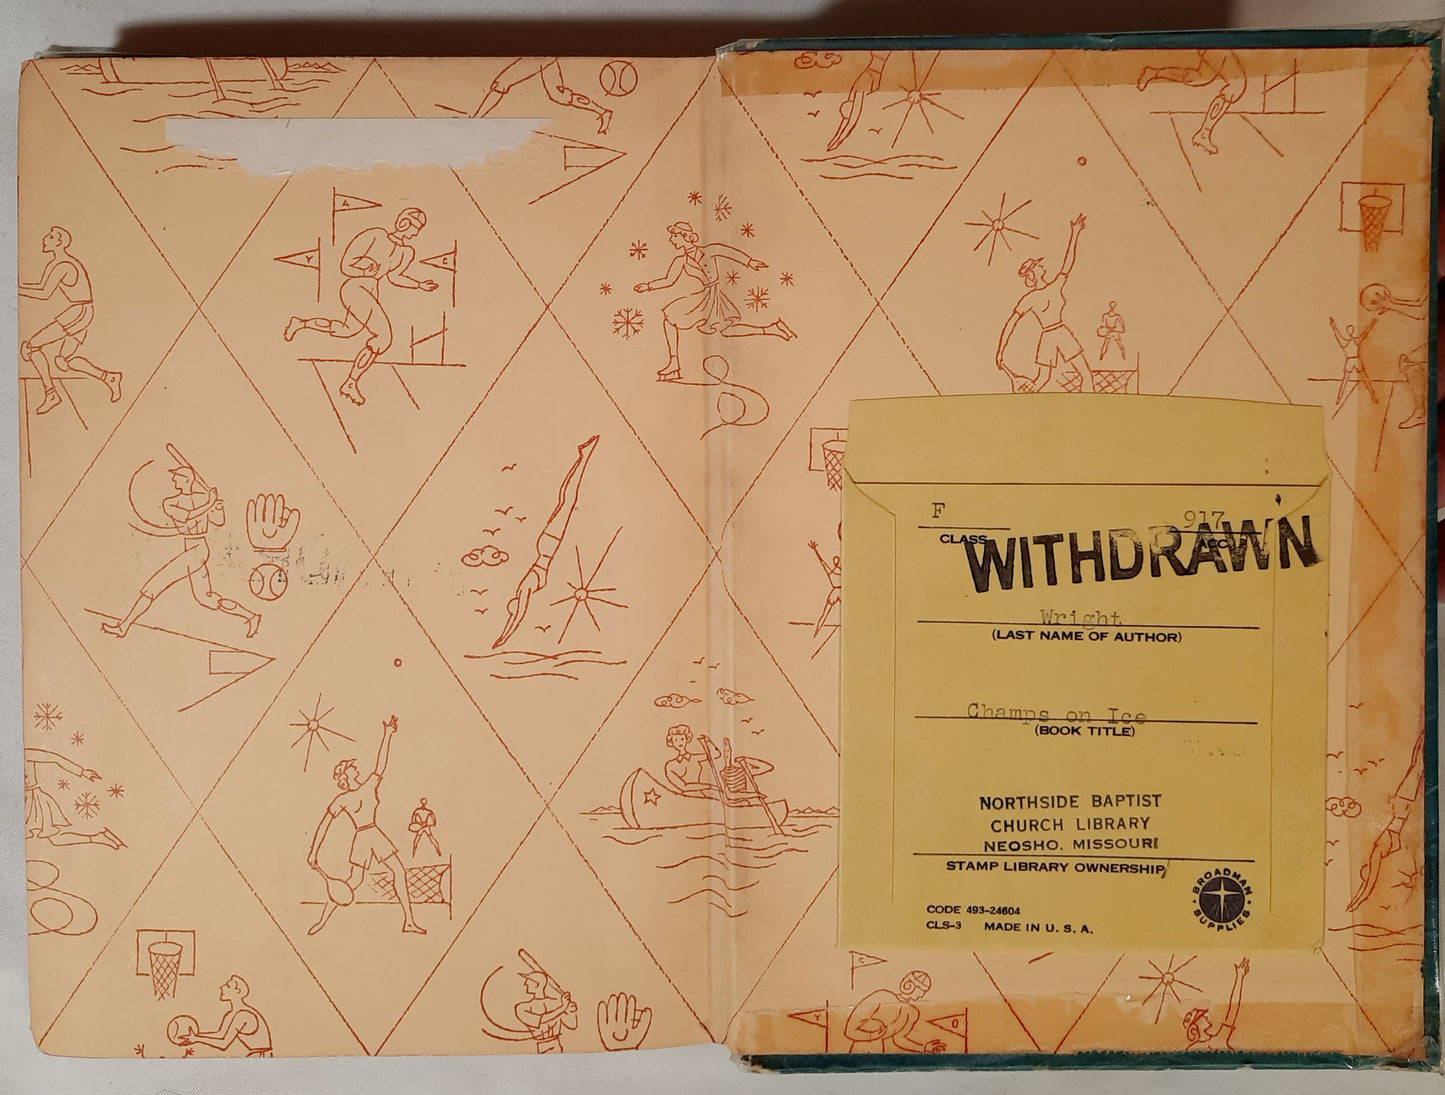 A
Y
C
F
917
CLASS
ACC.
WITHDRAWN
Wright
(LAST NAME OF AUTHOR)
Champs on Ice
(BOOK TITLE)
NORTHSIDE BAPTIST
CHURCH LIBRARY
NEOSHO, MISSOURI
STAMP LIBRARY OWNERSHIP
BROADMAN SUPPLIES
CODE 493-24604
CLS-3 MADE IN U. S. A.
C
Y